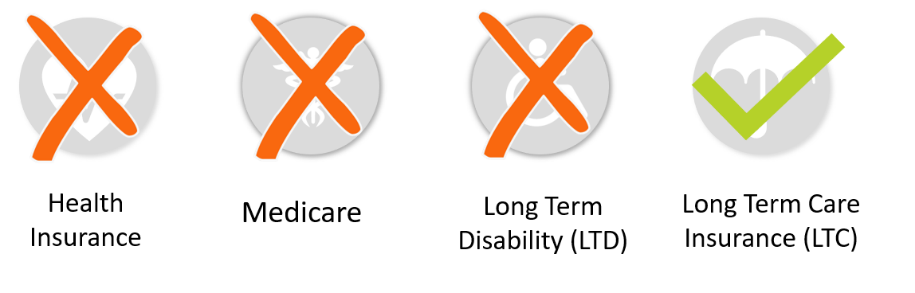 Health
Insurance
Medicare
Long Term
Disability (LTD)
Long Term Care
Insurance (LTC)